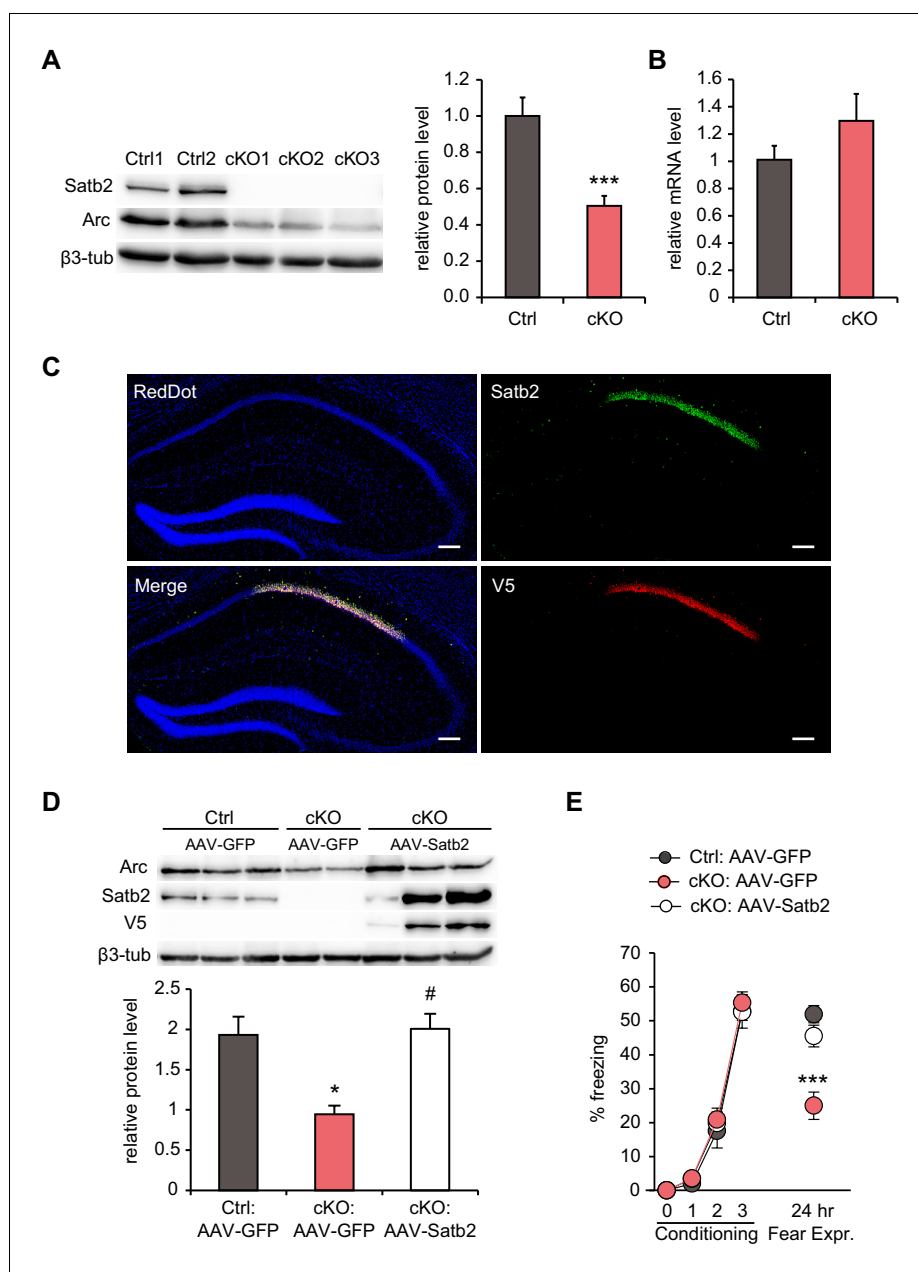 A
Ctrl1 Ctrl2 cKO1 cKO2 cKO3
Satb2
Arc
β3-tub
relative protein level
1.2
1.0
0.8
0.6
0.4
0.2
0.0
***
Ctrl cKO
B
relative mRNA level
1.6
1.4
1.2
1
0.8
0.6
0.4
0.2
0
Ctrl cKO
C
RedDot
Satb2
Merge
V5
D
Ctrl cKO cKO
AAV-GFP AAV-GFP AAV-Satb2
Arc
Satb2
V5
β3-tub
relative protein level
2.5
2
1.5
1
0.5
0
*
#
Ctrl: cKO: cKO:
AAV-GFP AAV-GFP AAV-Satb2
E
Ctrl: AAV-GFP
cKO: AAV-GFP
cKO: AAV-Satb2
% freezing
70
60
50
40
30
20
10
0
***
0 1 2 3 24 hr
Conditioning Fear Expr.